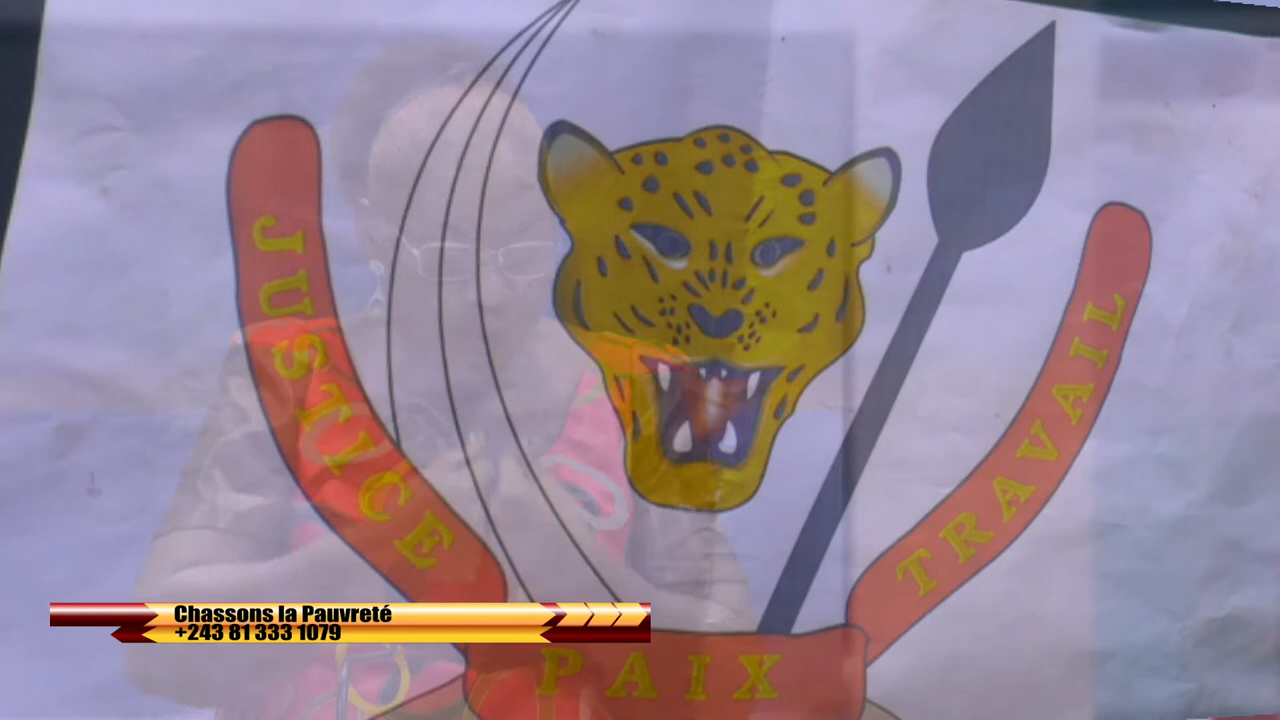 JUSTICE
PAIX
TRAVAIL
Chassons la Pauvreté
+243 81 333 1079